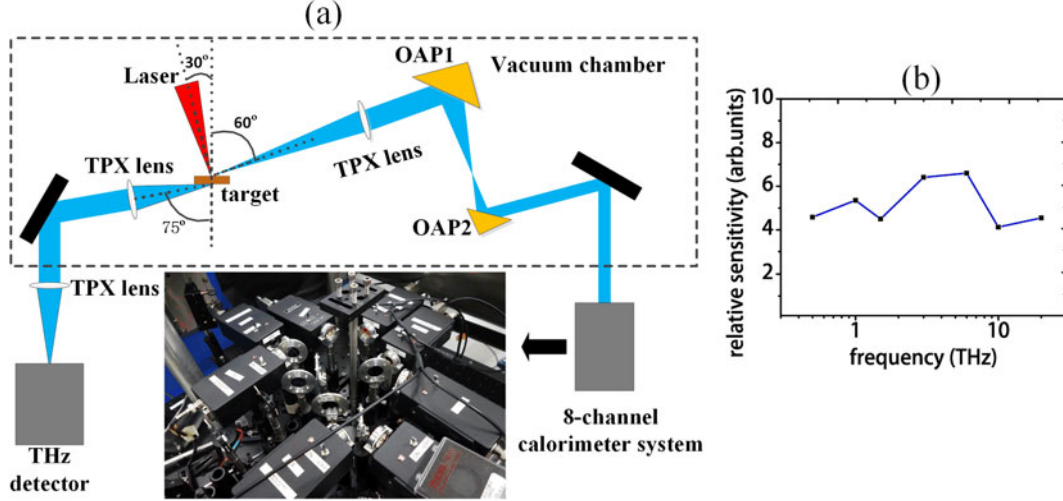 (a)
30°
Laser
OAP1
Vacuum chamber
60°
TPX lens
TPX lens
target
75°
OAP2
TPX lens
THz
detector
8-channel
calorimeter system
(b)
relative sensitivity (arb.units)
10
8
6
4
2
1
10
frequency (THz)